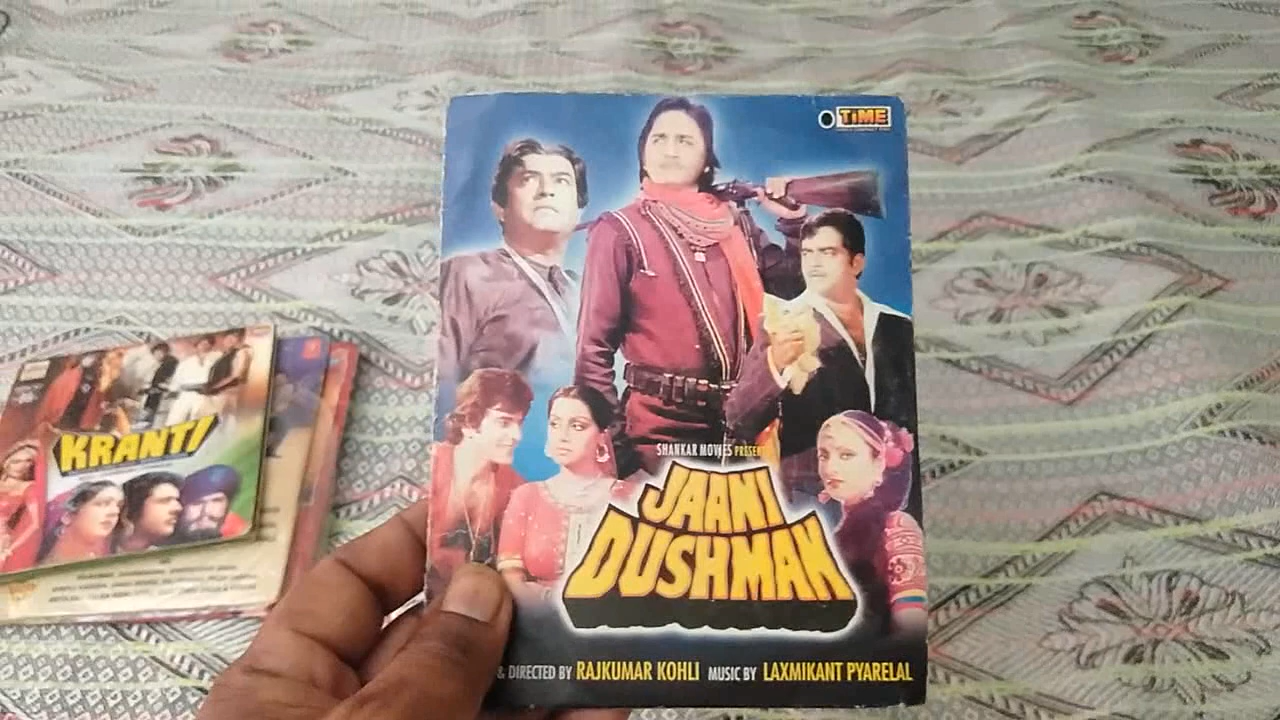 TIME
SHANKAR MOVIES PRESENT
JAANI
DUSHMAN
& DIRECTED BY RAJKUMAR KOHLI MUSIC BY LAXMIKANT PYARELAL
KRANTI